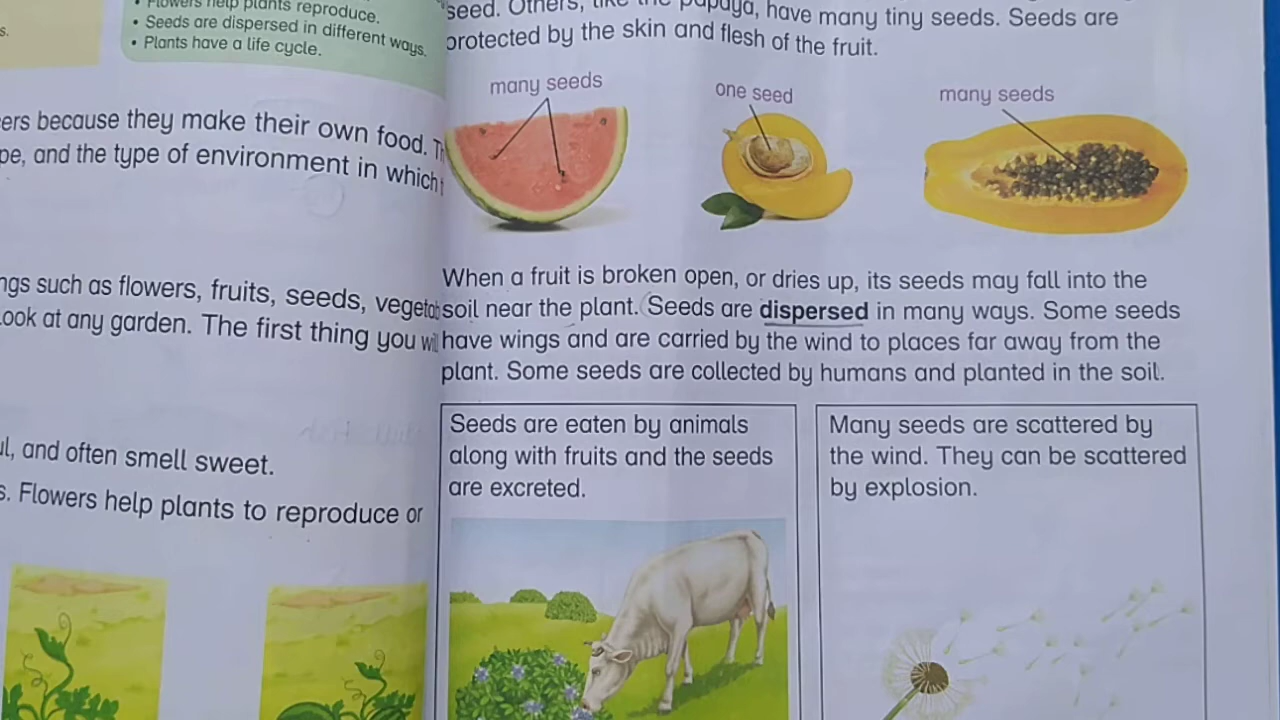 s.
• Flowers help plants reproduce.
• Seeds are dispersed in different ways.
• Plants have a life cycle.
ers because they make their own food. T
pe, and the type of environment in which t
ngs such as flowers, fruits, seeds, vegetab
Look at any garden. The first thing you wil
ul, and often smell sweet.
s. Flowers help plants to reproduce or
seed. Others, like the papaya, have many tiny seeds. Seeds are
protected by the skin and flesh of the fruit.
many seeds
one seed
many seeds
When a fruit is broken open, or dries up, its seeds may fall into the
soil near the plant. Seeds are dispersed in many ways. Some seeds
have wings and are carried by the wind to places far away from the
plant. Some seeds are collected by humans and planted in the soil.
Seeds are eaten by animals
along with fruits and the seeds
are excreted.
Many seeds are scattered by
the wind. They can be scattered
by explosion.